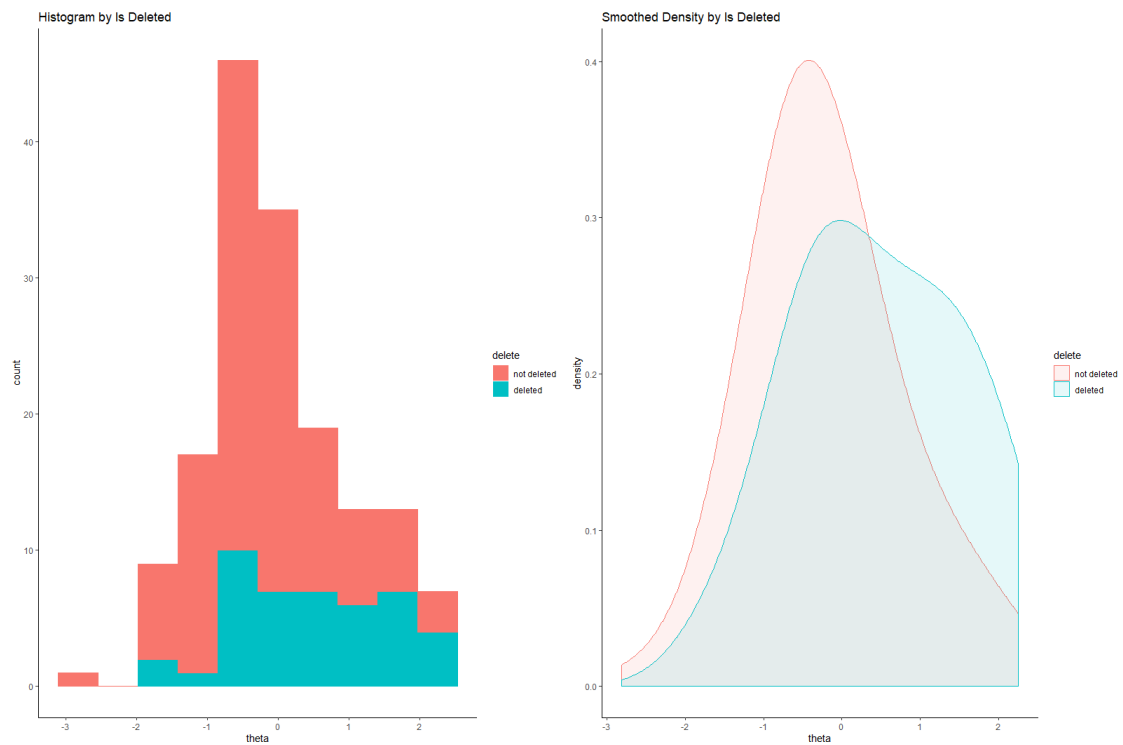 Histogram by Is Deleted
count
40
30
20
10
0
-3 -2 -1 0 1 2
theta
delete
not deleted
deleted
Smoothed Density by Is Deleted
density
0.4
0.3
0.2
0.1
0.0
-3 -2 -1 0 1 2
theta
delete
not deleted
deleted